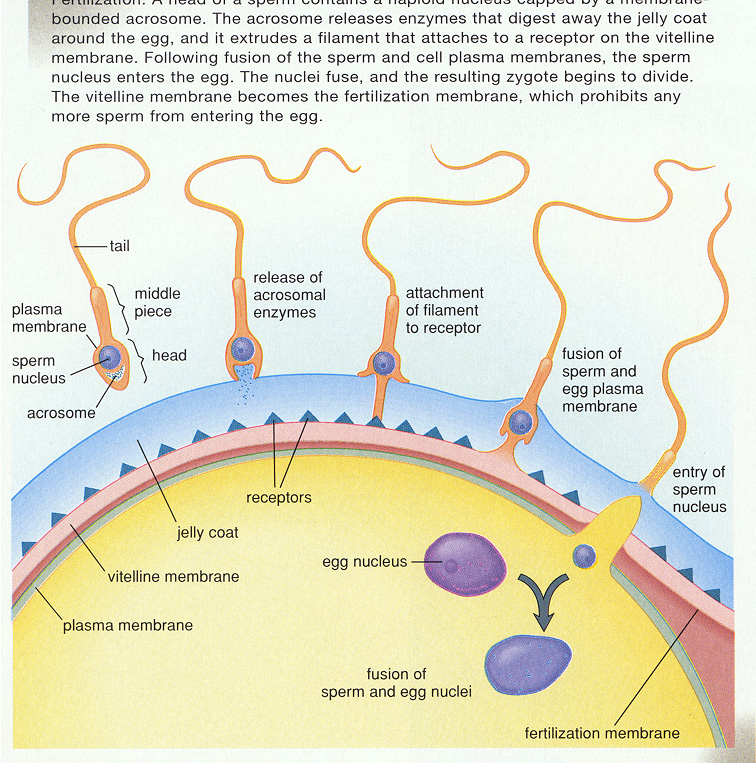 Fertilization. A head of a sperm contains a haploid nucleus capped by a membrane-
bounded acrosome. The acrosome releases enzymes that digest away the jelly coat
around the egg, and it extrudes a filament that attaches to a receptor on the vitelline
membrane. Following fusion of the sperm and cell plasma membranes, the sperm
nucleus enters the egg. The nuclei fuse, and the resulting zygote begins to divide.
The vitelline membrane becomes the fertilization membrane, which prohibits any
more sperm from entering the egg.
tail
middle
piece
plasma
membrane
head
sperm
nucleus
acrosome
release of
acrosomal
enzymes
attachment
of filament
to receptor
fusion of
sperm and
egg plasma
membrane
entry of
sperm
nucleus
receptors
jelly coat
vitelline membrane
plasma membrane
egg nucleus
fusion of
sperm and egg nuclei
fertilization membrane